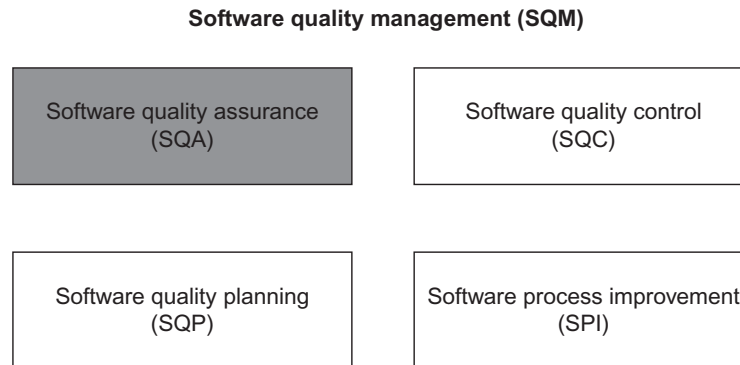 Software quality management (SQM)
Software quality assurance
(SQA)
Software quality control
(SQC)
Software quality planning
(SQP)
Software process improvement
(SPI)